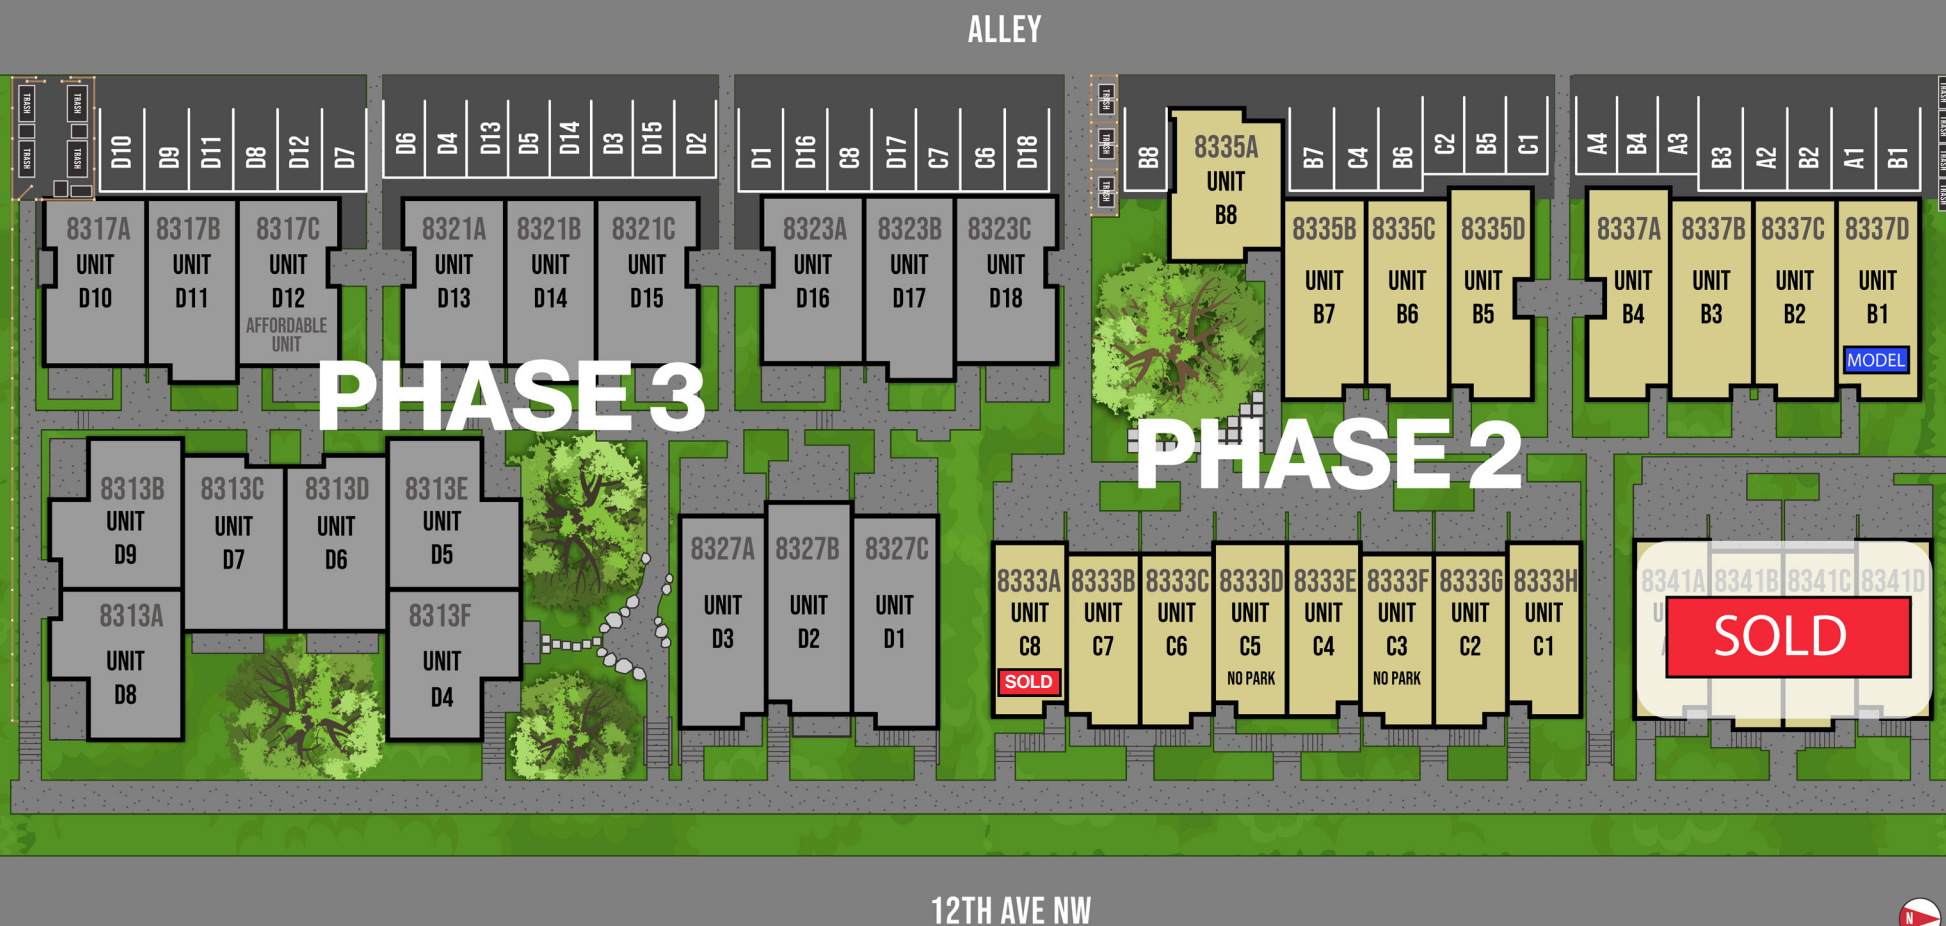 ALLEY
TRASH
TRASH
TRASH
TRASH
D10
D9
D11
D8
D12
D7
D6
D4
D13
D5
D14
D3
D15
D2
D1
D16
C8
D17
C7
C6
D18
TRASH
TRASH
TRASH
B8
B7
C4
B6
C2
B5
C1
A4
B4
A3
B3
A2
B2
A1
B1
TRASH
TRASH
TRASH
TRASH
8317A
UNIT
D10
8317B
UNIT
D11
8317C
UNIT
D12
AFFORDABLE
UNIT
8321A
UNIT
D13
8321B
UNIT
D14
8321C
UNIT
D15
8323A
UNIT
D16
8323B
UNIT
D17
8323C
UNIT
D18
8335A
UNIT
B8
8335B
UNIT
B7
8335C
UNIT
B6
8335D
UNIT
B5
8337A
UNIT
B4
8337B
UNIT
B3
8337C
UNIT
B2
8337D
UNIT
B1
MODEL
PHASE 3
PHASE 2
8313B
UNIT
D9
8313C
UNIT
D7
8313D
UNIT
D6
8313E
UNIT
D5
8313A
UNIT
D8
8313F
UNIT
D4
8327A
UNIT
D3
8327B
UNIT
D2
8327C
UNIT
D1
8333A
UNIT
C8
SOLD
8333B
UNIT
C7
8333C
UNIT
C6
8333D
UNIT
C5
NO PARK
8333E
UNIT
C4
8333F
UNIT
C3
NO PARK
8333G
UNIT
C2
8333H
UNIT
C1
8341A
8341B
8341C
8341D
SOLD
12TH AVE NW
N